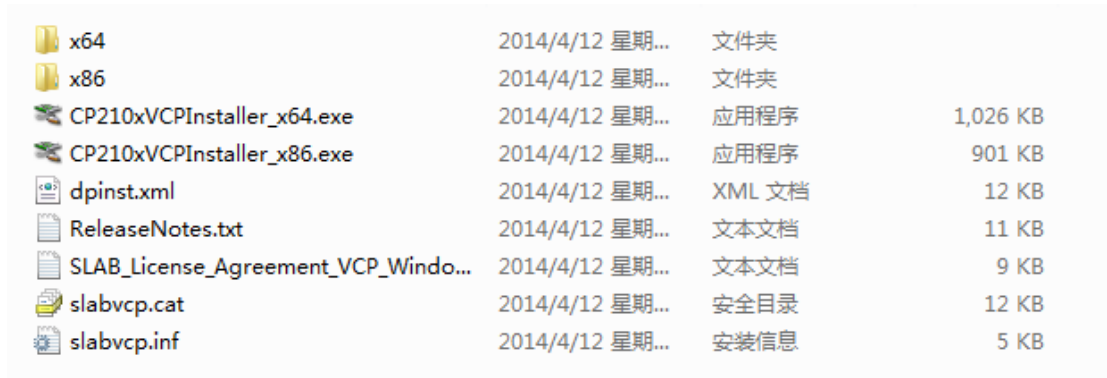 x64 2014/4/12 星期... 文件夹
x86 2014/4/12 星期... 文件夹
CP210xVCPInstaller_x64.exe 2014/4/12 星期... 应用程序 1,026 KB
CP210xVCPInstaller_x86.exe 2014/4/12 星期... 应用程序 901 KB
dpinst.xml 2014/4/12 星期... XML 文档 12 KB
ReleaseNotes.txt 2014/4/12 星期... 文本文档 11 KB
SLAB_License_Agreement_VCP_Windo... 2014/4/12 星期... 文本文档 9 KB
slabvcp.cat 2014/4/12 星期... 安全目录 12 KB
slabvcp.inf 2014/4/12 星期... 安装信息 5 KB